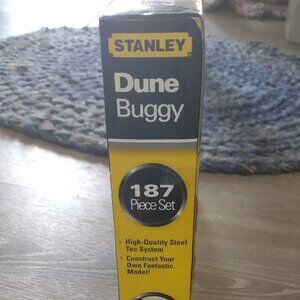 STANLEY
Dune
Buggy
187
Piece Set
› High-Quality Steel
Tec System
› Construct Your
Own Fantastic
Model!